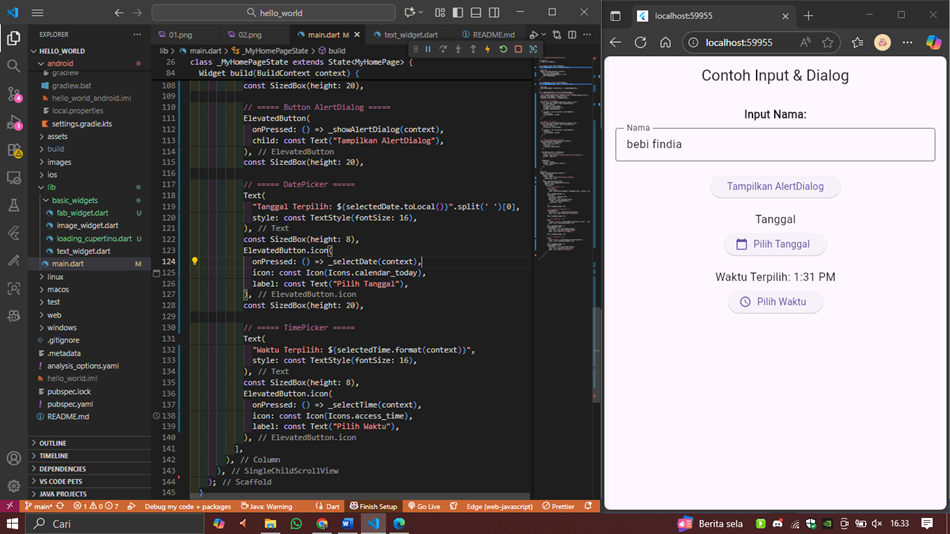 hello_world
EXPLORER
HELLO_WORLD
android
gradlew
gradlew.bat
hello_world_android.iml
local.properties
settings.gradle.kts
assets
build
images
ios
lib
basic_widgets
fab_widget.dart U
image_widget.dart
loading_cupertino.dart U
text_widget.dart
main.dart M
linux
macos
test
web
windows
.gitignore
.metadata
analysis_options.yaml
hello_world.iml
pubspec.lock
pubspec.yaml
README.md
OUTLINE
TIMELINE
DEPENDENCIES
VS CODE PETS
JAVA PROJECTS
01.png
02.png
main.dart M
text_widget.dart
README.md
lib > main.dart > _MyHomePageState > build
26 class _MyHomePageState extends State<MyHomePage> {
84 Widget build(BuildContext context) {
108 const SizedBox(height: 20),
109
110 // ===== Button AlertDialog =====
111 ElevatedButton(
112 onPressed: () => _showAlertDialog(context),
113 child: const Text("Tampilkan AlertDialog"),
114 ), // ElevatedButton
115 const SizedBox(height: 20),
116
117 // ===== DatePicker =====
118 Text(
119 "Tanggal Terpilih: ${selectedDate.toLocal()}".split(' ')[0],
120 style: const TextStyle(fontSize: 16),
121 ), // Text
122 const SizedBox(height: 8),
123 ElevatedButton.icon(
124 onPressed: () => _selectDate(context),
125 icon: const Icon(Icons.calendar_today),
126 label: const Text("Pilih Tanggal"),
127 ), // ElevatedButton.icon
128 const SizedBox(height: 20),
129
130 // ===== TimePicker =====
131 Text(
132 "Waktu Terpilih: ${selectedTime.format(context)}",
133 style: const TextStyle(fontSize: 16),
134 ), // Text
135 const SizedBox(height: 8),
136 ElevatedButton.icon(
137 onPressed: () => _selectTime(context),
138 icon: const Icon(Icons.access_time),
139 label: const Text("Pilih Waktu"),
140 ), // ElevatedButton.icon
141 ],
142 ), // Column
143 ), // SingleChildScrollView
144 ); // Scaffold
145 }
main* 1 0 7 Debug my code + packages Java: Warning Dart Finish Setup Go Live Edge (web-javascript) Prettier
localhost:59955
localhost:59955
Contoh Input & Dialog
Input Nama:
Nama
bebi findia
Tampilkan AlertDialog
Tanggal
Pilih Tanggal
Waktu Terpilih: 1:31 PM
Pilih Waktu
Cari
Berita sela
16.33